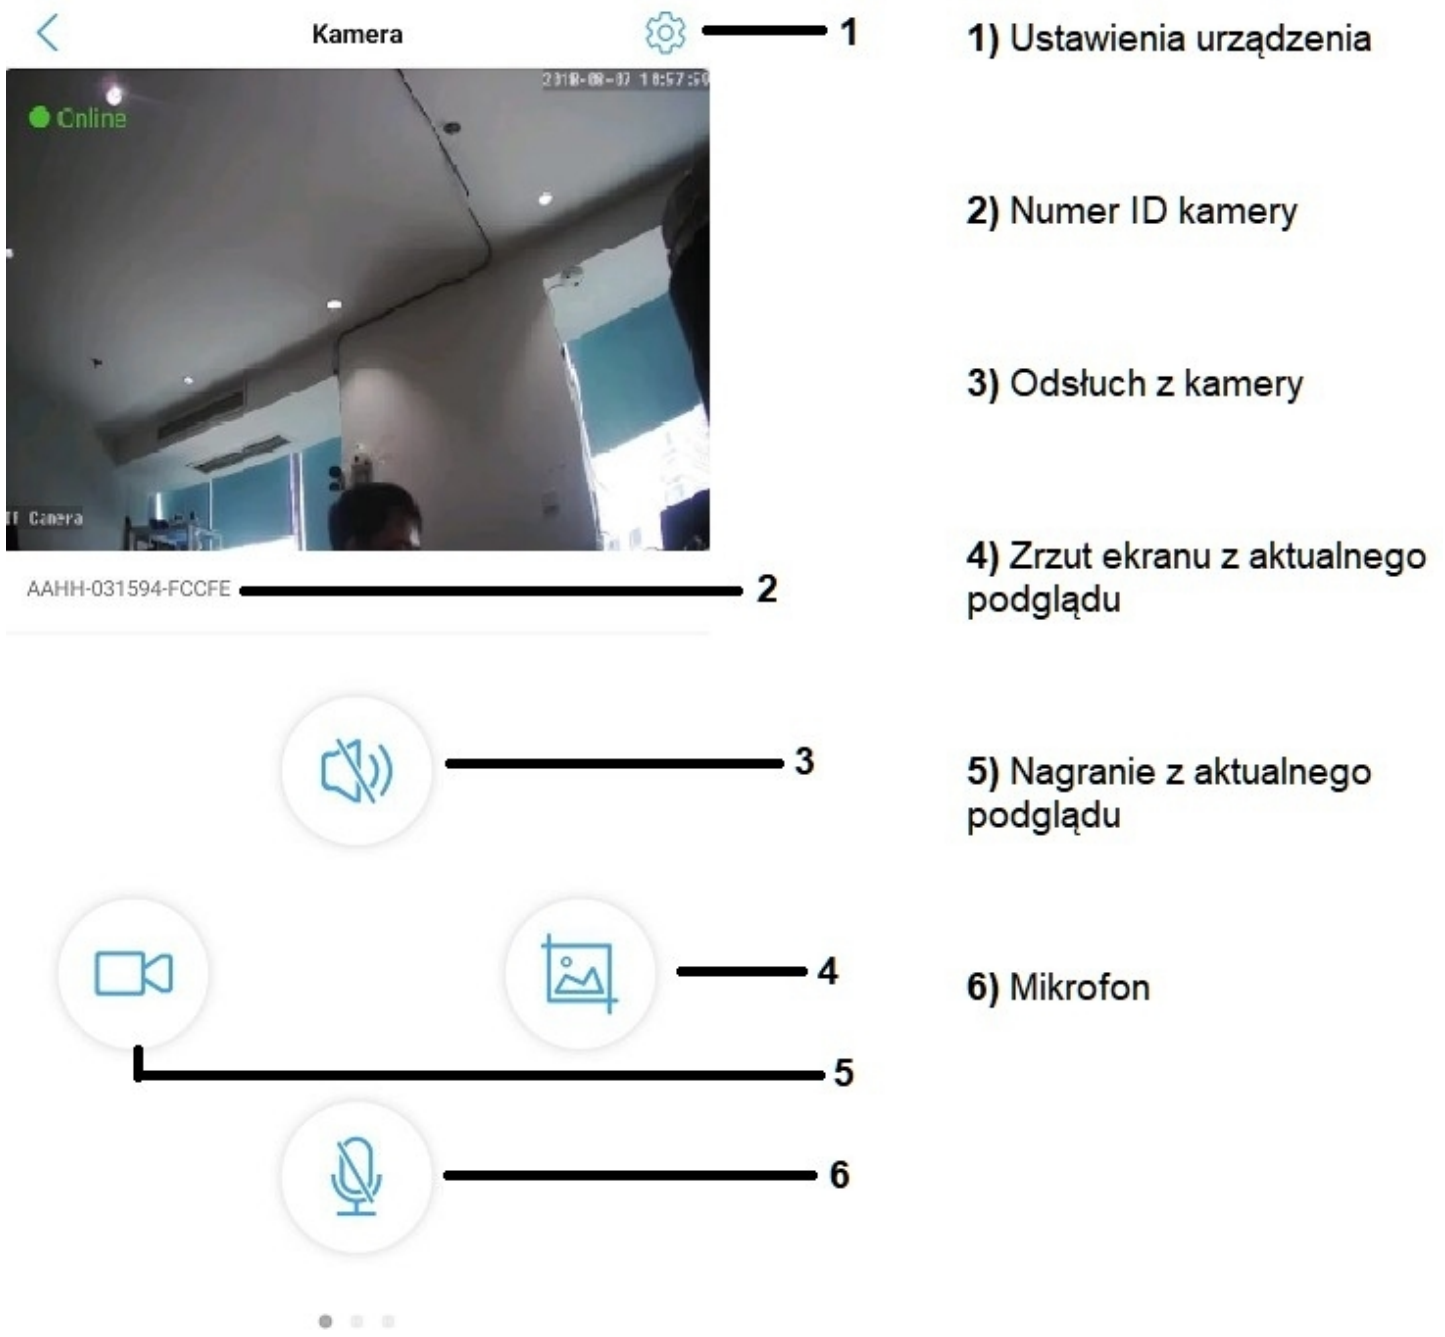 Kamera
1
1) Ustawienia urządzenia
Online
2) Numer ID kamery
3) Odsłuch z kamery
Camera
4) Zrzut ekranu z aktualnego
podglądu
AAHH-031594-FCCFE
2
3
5) Nagranie z aktualnego
podglądu
4
6) Mikrofon
5
6